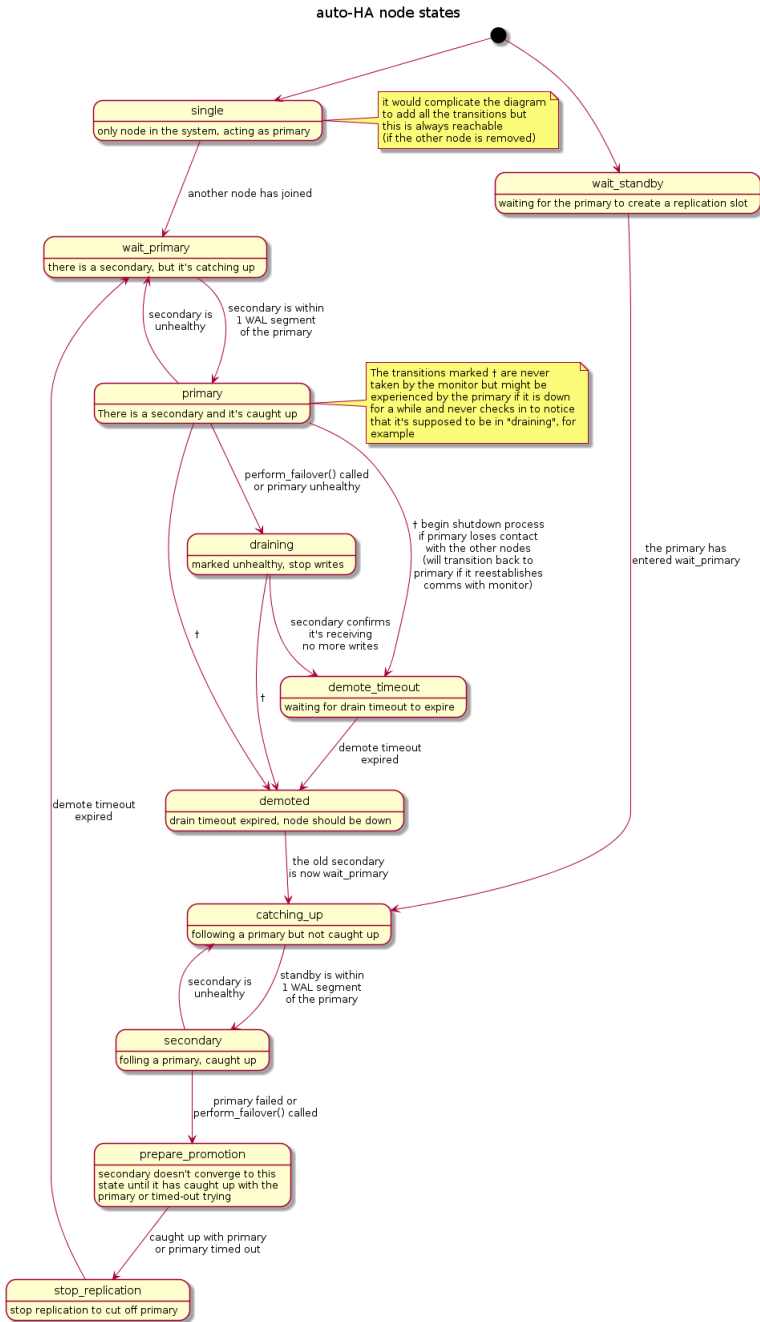 auto-HA node states
single
only node in the system, acting as primary
it would complicate the diagram
to add all the transitions but
this is always reachable
(if the other node is removed)
wait_standby
waiting for the primary to create a replication slot
another node has joined
wait_primary
there is a secondary, but it's catching up
secondary is
unhealthy
secondary is within
1 WAL segment
of the primary
primary
There is a secondary and it's caught up
The transitions marked † are never
taken by the monitor but might be
experienced by the primary if it is down
for a while and never checks in to notice
that it's supposed to be in "draining", for
example
perform_failover() called
or primary unhealthy
† begin shutdown process
if primary loses contact
with the other nodes
(will transition back to
primary if it reestablishes
comms with monitor)
the primary has
entered wait_primary
draining
marked unhealthy, stop writes
†
secondary confirms
it's receiving
no more writes
†
demote_timeout
waiting for drain timeout to expire
demote timeout
expired
demoted
drain timeout expired, node should be down
demote timeout
expired
the old secondary
is now wait_primary
catching_up
following a primary but not caught up
secondary is
unhealthy
standby is within
1 WAL segment
of the primary
secondary
folling a primary, caught up
primary failed or
perform_failover() called
prepare_promotion
secondary doesn't converge to this
state until it has caught up with the
primary or timed-out trying
caught up with primary
or primary timed out
stop_replication
stop replication to cut off primary